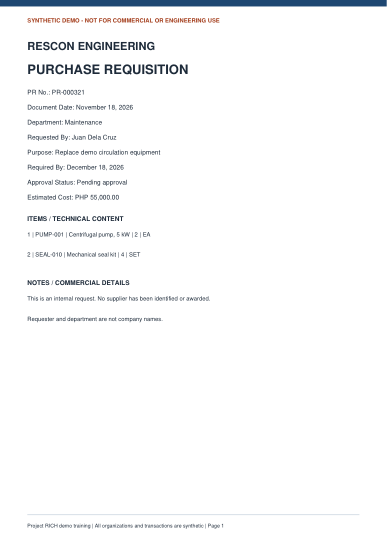 SYNTHETIC DEMO - NOT FOR COMMERCIAL OR ENGINEERING USE
RESCON ENGINEERING
PURCHASE REQUISITION
PR No.: PR-000321
Document Date: November 18, 2026
Department: Maintenance
Requested By: Juan Dela Cruz
Purpose: Replace demo circulation equipment
Required By: December 18, 2026
Approval Status: Pending approval
Estimated Cost: PHP 55,000.00
ITEMS / TECHNICAL CONTENT
1 | PUMP-001 | Centrifugal pump, 5 kW | 2 | EA
2 | SEAL-010 | Mechanical seal kit | 4 | SET
NOTES / COMMERCIAL DETAILS
This is an internal request. No supplier has been identified or awarded.
Requester and department are not company names.
Project RICH demo training | All organizations and transactions are synthetic | Page 1